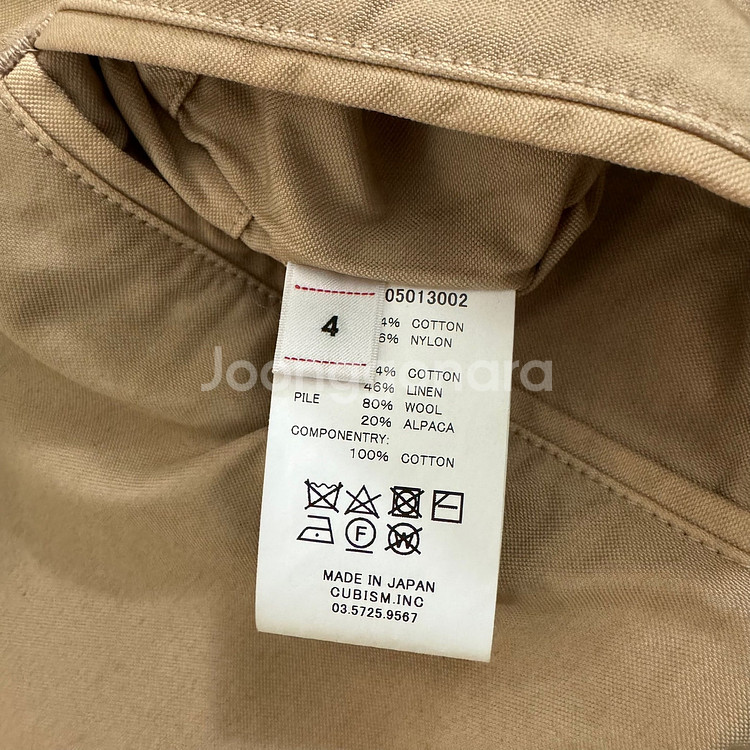 05013002
4
4% COTTON
6% NYLON
4% COTTON
46% LINEN
PILE 80% WOOL
20% ALPACA
COMPONENTRY:
100% COTTON
F
W
MADE IN JAPAN
CUBISM.INC
03.5725.9567